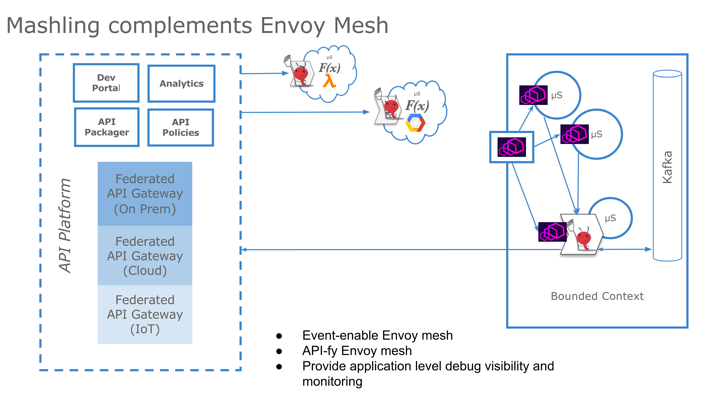 Mashling complements Envoy Mesh
Dev
Portal
Analytics
API
Packager
API
Policies
API Platform
Federated
API Gateway
(On Prem)
Federated
API Gateway
(Cloud)
Federated
API Gateway
(IoT)
µS
F(x)
λ
µS
F(x)
µS
µS
µS
Kafka
Bounded Context
● Event-enable Envoy mesh
● API-fy Envoy mesh
● Provide application level debug visibility and
monitoring